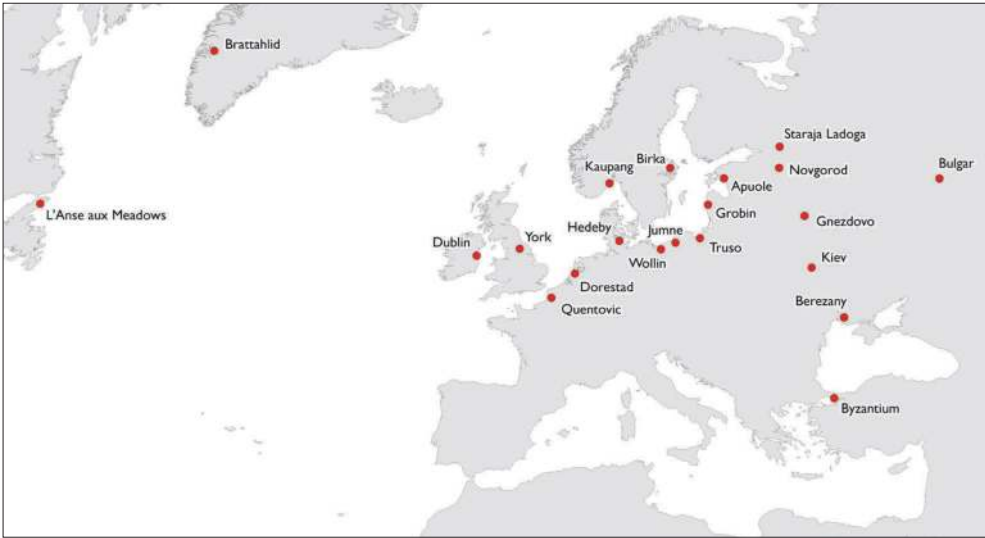 Brattahlid
Staraja Ladoga
Birka
Kaupang
Novgorod
Bulgar
Apuole
L'Anse aux Meadows
Grobin
Gnezdovo
Hedeby
Jumne
York
Dublin
Truso
Wollin
Kiev
Dorestad
Quentovic
Berezany
Byzantium